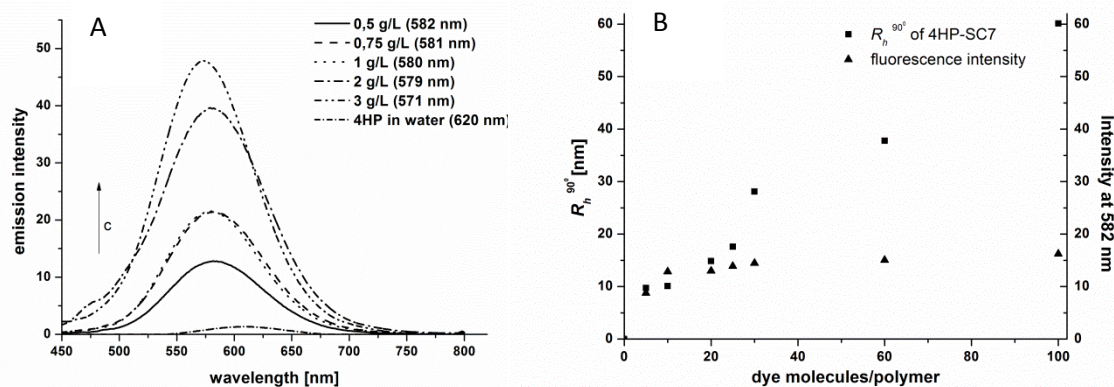 A
0,5 g/L (582 nm)
0,75 g/L (581 nm)
1 g/L (580 nm)
2 g/L (579 nm)
3 g/L (571 nm)
4HP in water (620 nm)
emission intensity
50
40
30
20
10
0
c
450 500 550 600 650 700 750 800
wavelength [nm]
B
Rh 90° of 4HP-SC7
fluorescence intensity
Rh 90° [nm]
60
50
40
30
20
10
0
0 20 40 60 80 100
dye molecules/polymer
60
50
40
30
20
10
0
Intensity at 582 nm